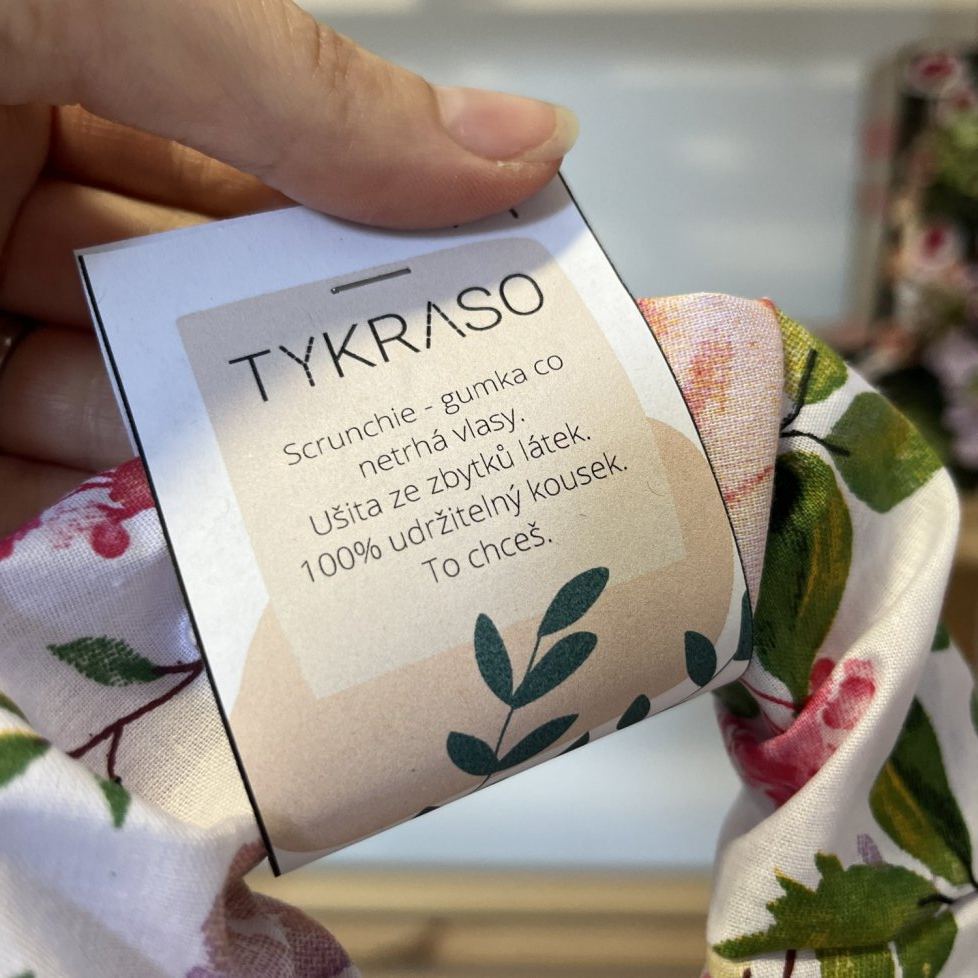 TYKRASO
Scrunchie - gumka co
netrhá vlasy.
Ušita ze zbytků látek.
100% udržitelný kousek.
To chceš.